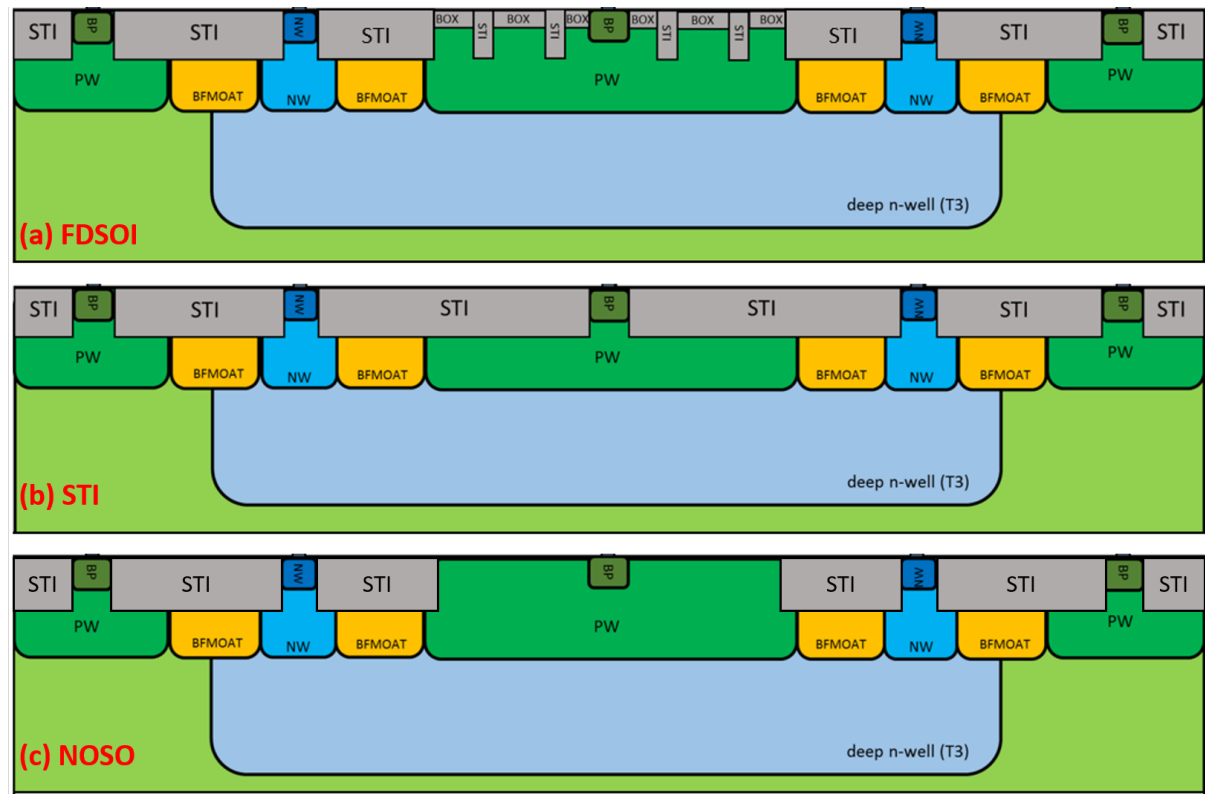 BOX STI BOX STI BOX BP BOX STI BOX STI BOX
STI BP STI NW STI STI NW STI BP STI
PW BFMOAT NW BFMOAT PW BFMOAT NW BFMOAT PW
deep n-well (T3)
(a) FDSOI
STI BP STI NW STI BP STI NW STI BP STI
PW BFMOAT NW BFMOAT PW BFMOAT NW BFMOAT PW
deep n-well (T3)
(b) STI
STI BP STI NW STI BP STI NW STI BP STI
PW BFMOAT NW BFMOAT PW BFMOAT NW BFMOAT PW
deep n-well (T3)
(c) NOSO